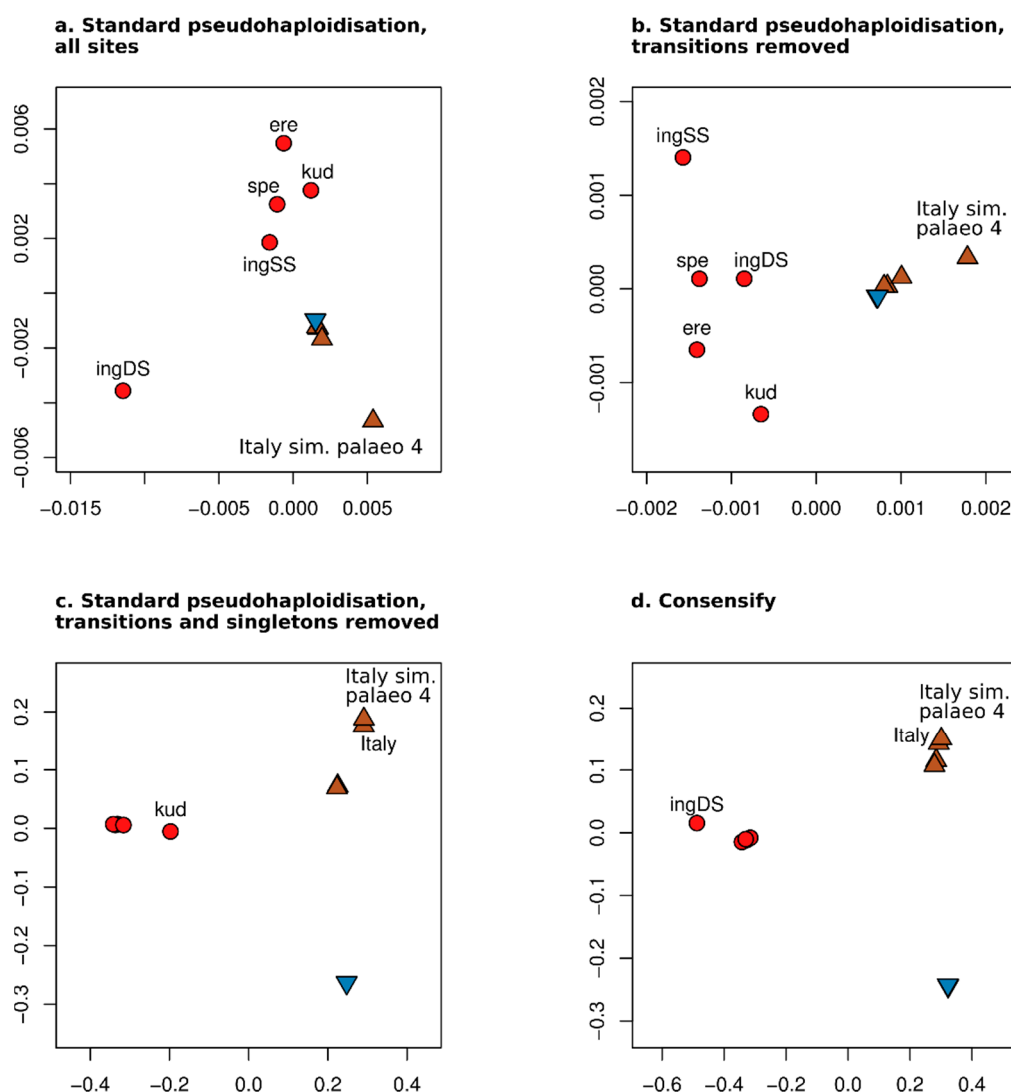 a. Standard pseudohaploidisation,
all sites
0.006
0.002
−0.002
−0.006
ere
kud
spe
ingSS
ingDS
Italy sim. palaeo 4
−0.015
−0.005
0.000
0.005
b. Standard pseudohaploidisation,
transitions removed
0.002
0.001
0.000
−0.001
ingSS
Italy sim.
palaeo 4
spe
ingDS
ere
kud
−0.002
−0.001
0.000
0.001
0.002
c. Standard pseudohaploidisation,
transitions and singletons removed
0.2
0.1
0.0
−0.1
−0.2
−0.3
Italy sim.
palaeo 4
Italy
kud
−0.4
−0.2
0.0
0.2
0.4
d. Consensify
0.2
0.1
0.0
−0.1
−0.2
−0.3
Italy sim.
palaeo 4
Italy
ingDS
−0.6
−0.4
−0.2
0.0
0.2
0.4